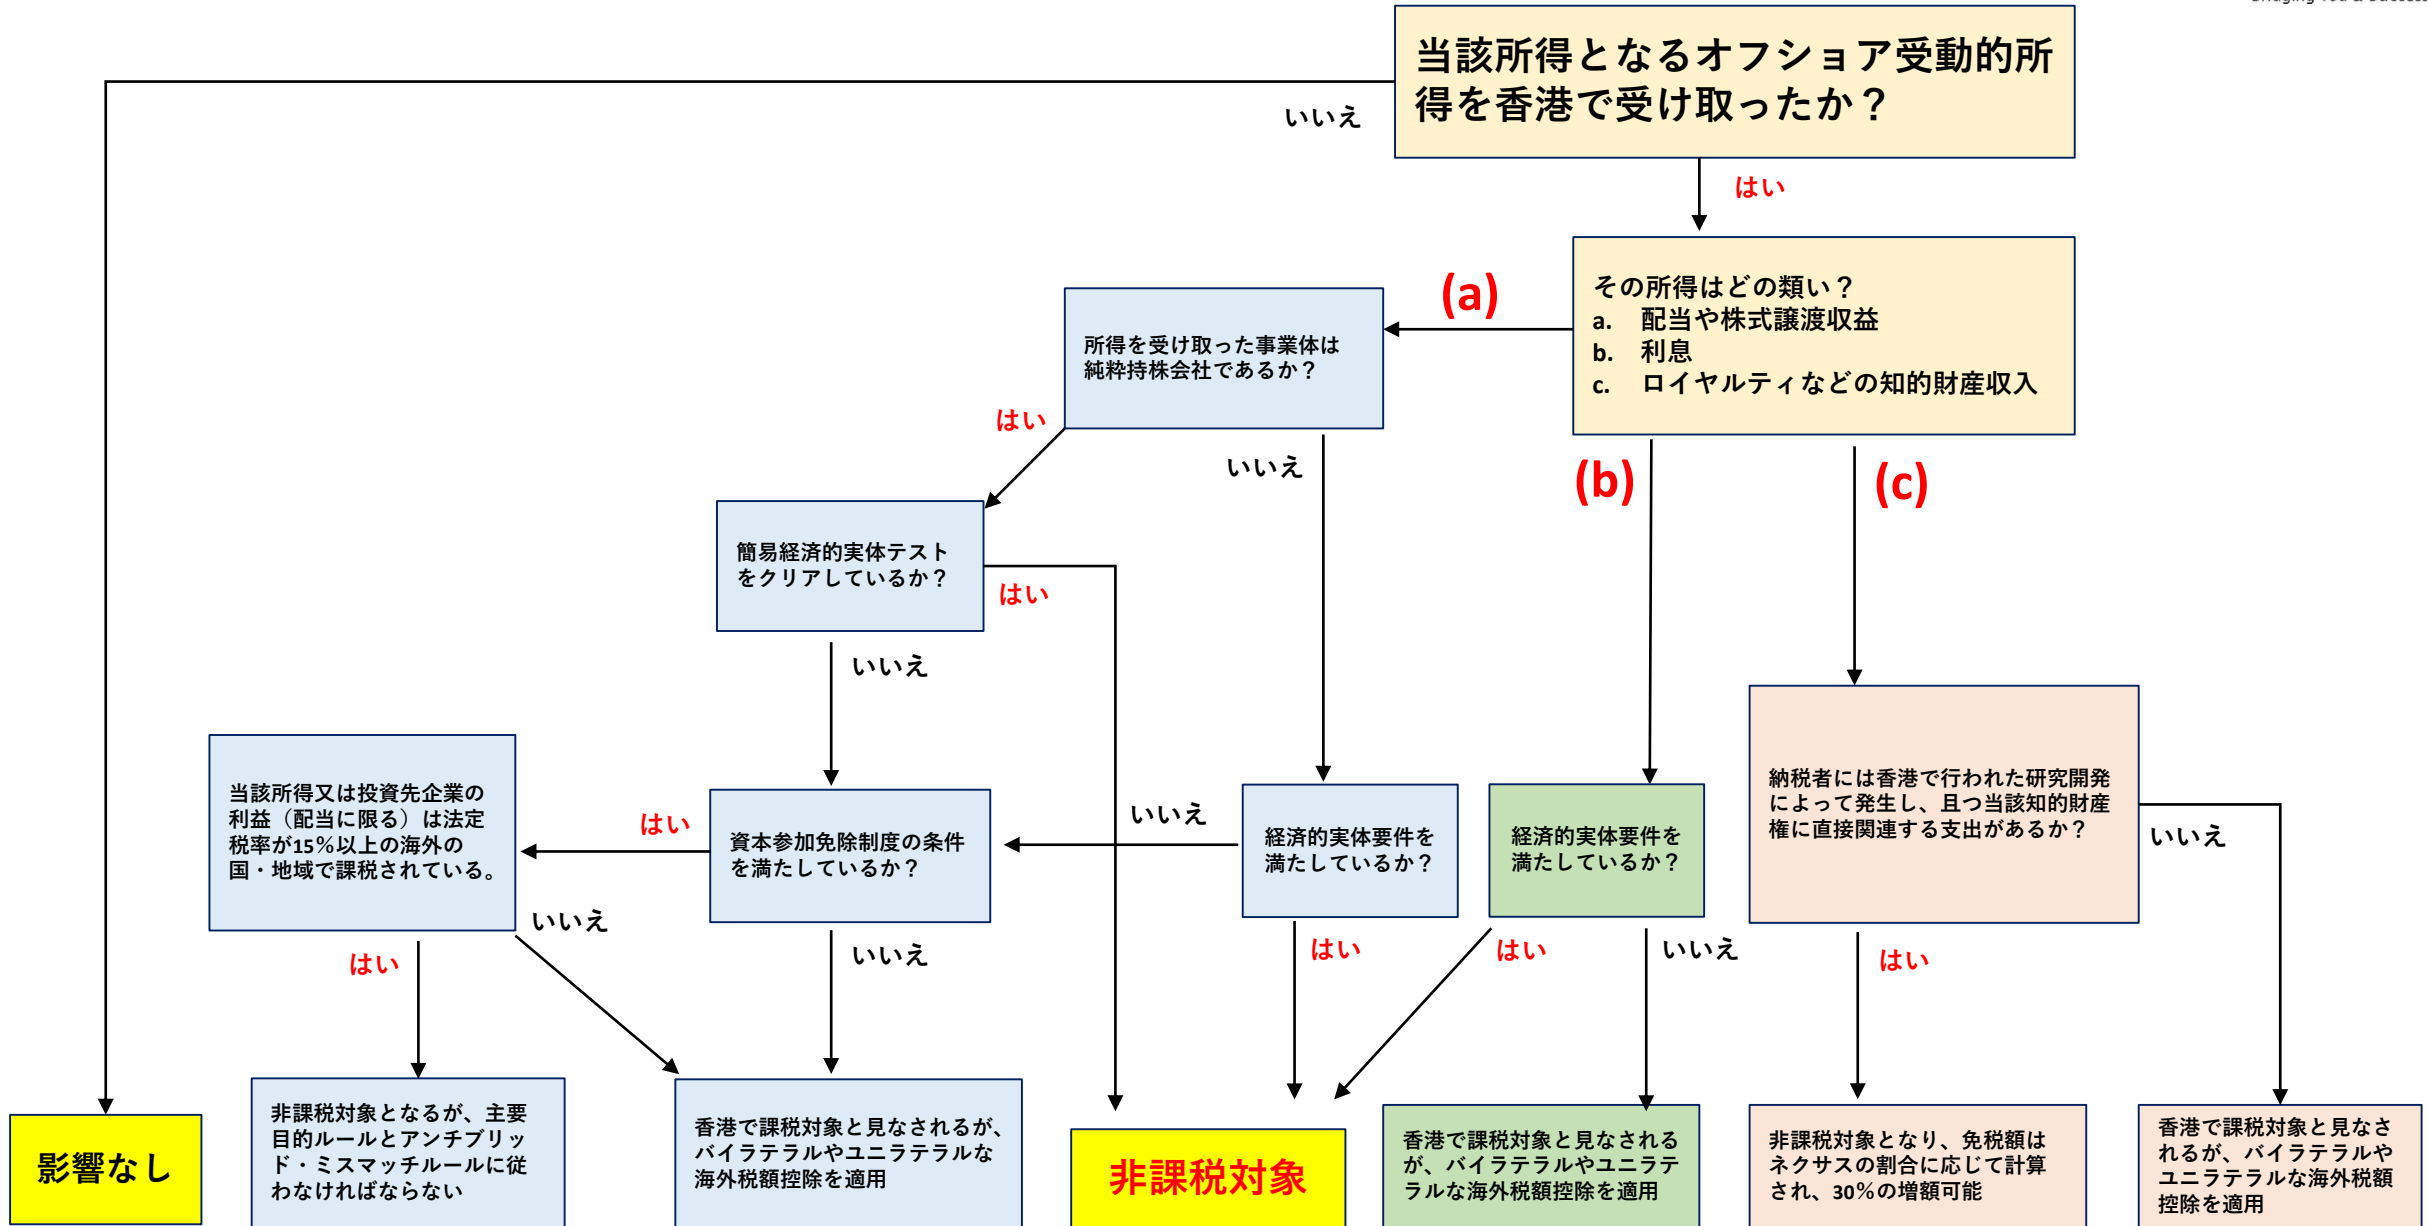 当該所得となるオフショア受動的所
得を香港で受け取ったか？
いいえ
はい
その所得はどの類い？
a. 配当や株式譲渡収益
b. 利息
c. ロイヤルティなどの知的財産収入
(a)
(b)
(c)
所得を受け取った事業体は
純粋持株会社であるか？
はい
いいえ
簡易経済的実体テスト
をクリアしているか？
はい
いいえ
当該所得又は投資先企業の
利益（配当に限る）は法定
税率が15%以上の海外の
国・地域で課税されている。
はい
資本参加免除制度の条件
を満たしているか？
いいえ
経済的実体要件を
満たしているか？
経済的実体要件を
満たしているか？
納税者には香港で行われた研究開発
によって発生し、且つ当該知的財産
権に直接関連する支出があるか？
いいえ
いいえ
はい
いいえ
はい
はい
いいえ
はい
影響なし
非課税対象となるが、主要
目的ルールとアンチブリッ
ド・ミスマッチルールに従
わなければならない
香港で課税対象と見なされるが、
バイラテラルやユニラテラルな
海外税額控除を適用
非課税対象
香港で課税対象と見なされる
が、バイラテラルやユニラテ
ラルな海外税額控除を適用
非課税対象となり、免税額は
ネクサスの割合に応じて計算
され、30%の増額可能
香港で課税対象と見なさ
れるが、バイラテラルや
ユニラテラルな海外税額
控除を適用